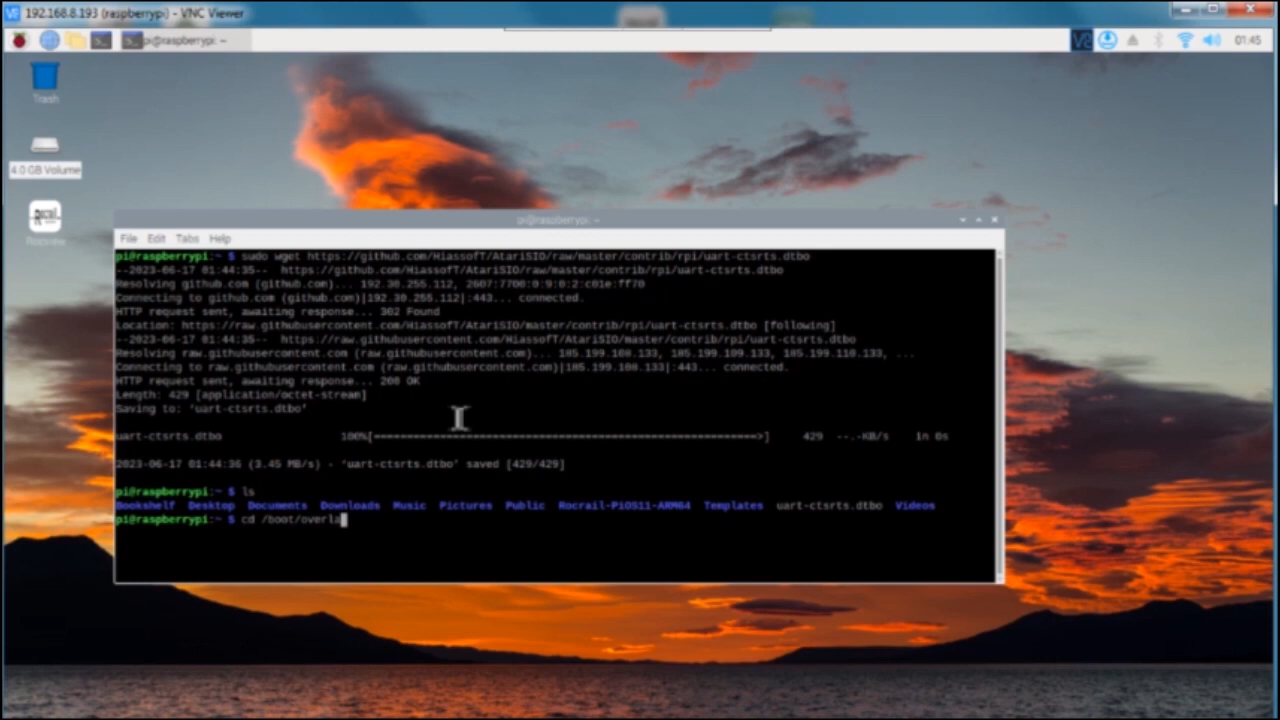 192.168.8.193 (raspberrypi) - VNC Viewer
pi@raspberrypi: ~
01:45
Trash
4.0 GB Volume
pi@raspberrypi: ~
File Edit Tabs Help
pi@raspberrypi:~ $ sudo wget https://github.com/HiassofT/AtariSIO/raw/master/contrib/rpi/uart-ctsrts.dtbo
--2023-06-17 01:44:35-- https://github.com/HiassofT/AtariSIO/raw/master/contrib/rpi/uart-ctsrts.dtbo
Resolving github.com (github.com)... 192.30.255.112, 2607:7700:0:9:0:2:c01e:ff70
Connecting to github.com (github.com)|192.30.255.112|:443... connected.
HTTP request sent, awaiting response... 302 Found
Location: https://raw.githubusercontent.com/HiassofT/AtariSIO/master/contrib/rpi/uart-ctsrts.dtbo [following]
--2023-06-17 01:44:35-- https://raw.githubusercontent.com/HiassofT/AtariSIO/master/contrib/rpi/uart-ctsrts.dtbo
Resolving raw.githubusercontent.com (raw.githubusercontent.com)... 185.199.108.133, 185.199.109.133, 185.199.110.133, ...
Connecting to raw.githubusercontent.com (raw.githubusercontent.com)|185.199.108.133|:443... connected.
HTTP request sent, awaiting response... 200 OK
Length: 429 [application/octet-stream]
Saving to: ‘uart-ctsrts.dtbo’
uart-ctsrts.dtbo 100%[===================================================>] 429 --.-KB/s in 0s
2023-06-17 01:44:36 (3.45 MB/s) - ‘uart-ctsrts.dtbo’ saved [429/429]
pi@raspberrypi:~ $ ls
Bookshelf Desktop Documents Downloads Music Pictures Public Rocrail-PiOS11-ARM64 Templates uart-ctsrts.dtbo Videos
pi@raspberrypi:~ $ cd /boot/overla